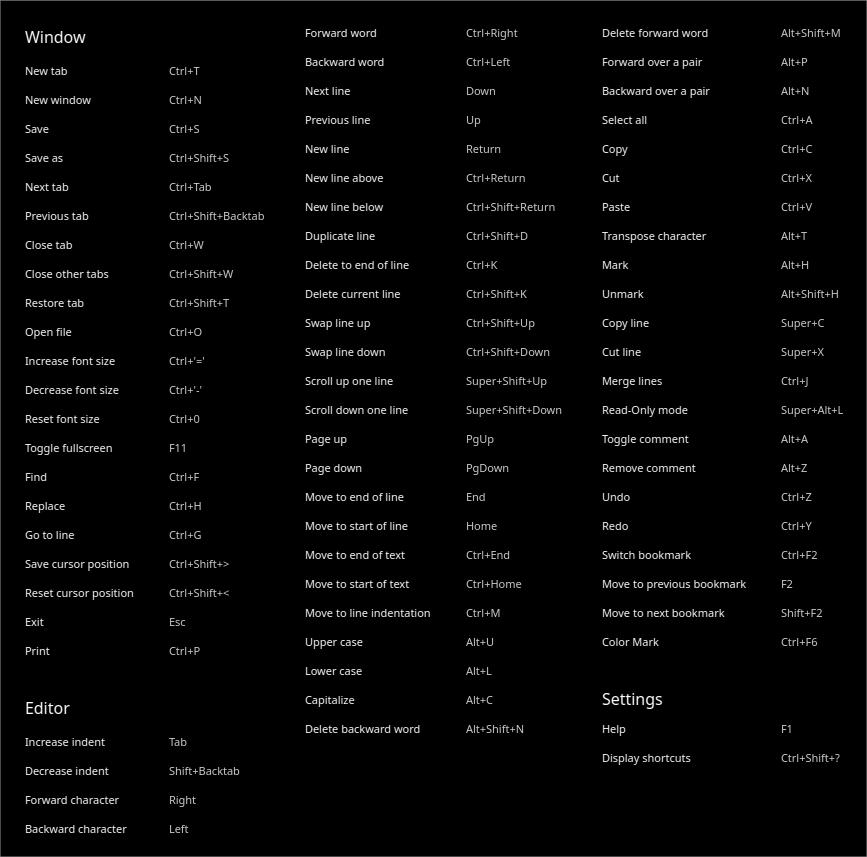 Window
New tab Ctrl+T
New window Ctrl+N
Save Ctrl+S
Save as Ctrl+Shift+S
Next tab Ctrl+Tab
Previous tab Ctrl+Shift+Backtab
Close tab Ctrl+W
Close other tabs Ctrl+Shift+W
Restore tab Ctrl+Shift+T
Open file Ctrl+O
Increase font size Ctrl+'='
Decrease font size Ctrl+'-'
Reset font size Ctrl+0
Toggle fullscreen F11
Find Ctrl+F
Replace Ctrl+H
Go to line Ctrl+G
Save cursor position Ctrl+Shift+>
Reset cursor position Ctrl+Shift+<
Exit Esc
Print Ctrl+P
Editor
Increase indent Tab
Decrease indent Shift+Backtab
Forward character Right
Backward character Left
Forward word Ctrl+Right
Backward word Ctrl+Left
Next line Down
Previous line Up
New line Return
New line above Ctrl+Return
New line below Ctrl+Shift+Return
Duplicate line Ctrl+Shift+D
Delete to end of line Ctrl+K
Delete current line Ctrl+Shift+K
Swap line up Ctrl+Shift+Up
Swap line down Ctrl+Shift+Down
Scroll up one line Super+Shift+Up
Scroll down one line Super+Shift+Down
Page up PgUp
Page down PgDown
Move to end of line End
Move to start of line Home
Move to end of text Ctrl+End
Move to start of text Ctrl+Home
Move to line indentation Ctrl+M
Upper case Alt+U
Lower case Alt+L
Capitalize Alt+C
Delete backward word Alt+Shift+N
Delete forward word Alt+Shift+M
Forward over a pair Alt+P
Backward over a pair Alt+N
Select all Ctrl+A
Copy Ctrl+C
Cut Ctrl+X
Paste Ctrl+V
Transpose character Alt+T
Mark Alt+H
Unmark Alt+Shift+H
Copy line Super+C
Cut line Super+X
Merge lines Ctrl+J
Read-Only mode Super+Alt+L
Toggle comment Alt+A
Remove comment Alt+Z
Undo Ctrl+Z
Redo Ctrl+Y
Switch bookmark Ctrl+F2
Move to previous bookmark F2
Move to next bookmark Shift+F2
Color Mark Ctrl+F6
Settings
Help F1
Display shortcuts Ctrl+Shift+?